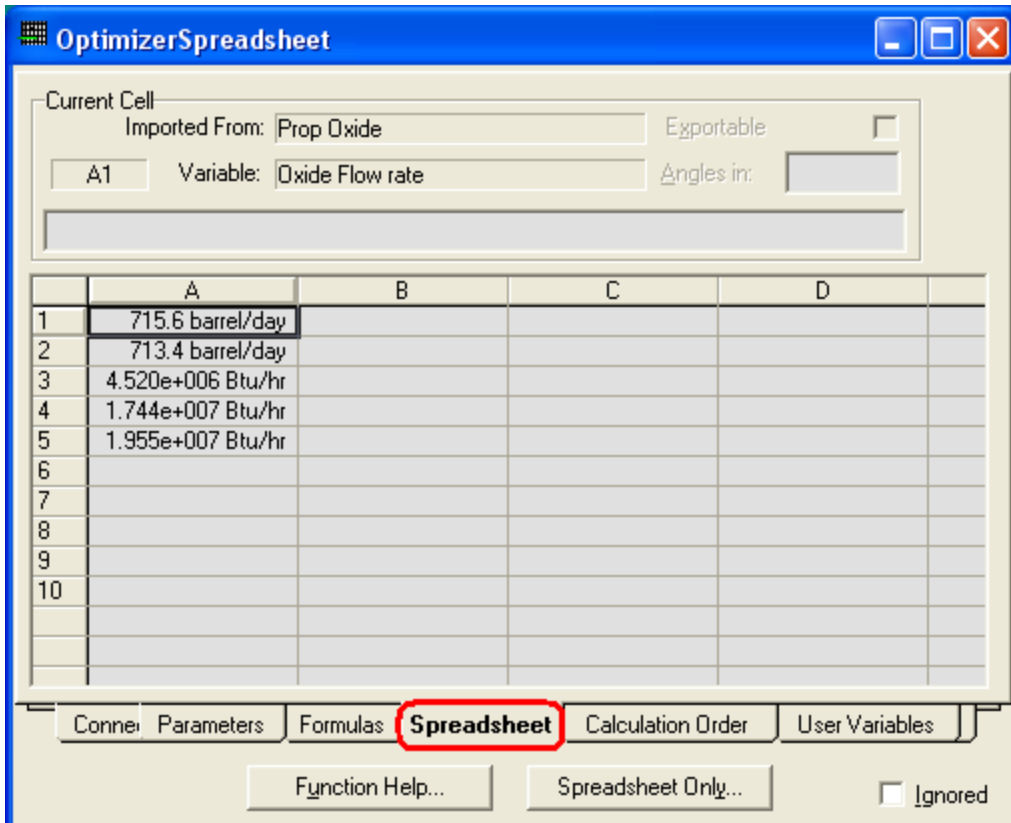 OptimizerSpreadsheet
Current Cell
Imported From: Prop Oxide Exportable
A1 Variable: Oxide Flow rate Angles in:
A B C D
1 715.6 barrel/day
2 713.4 barrel/day
3 4.520e+006 Btu/hr
4 1.744e+007 Btu/hr
5 1.955e+007 Btu/hr
6
7
8
9
10
Connec Parameters Formulas Spreadsheet Calculation Order User Variables
Function Help... Spreadsheet Only... Ignored